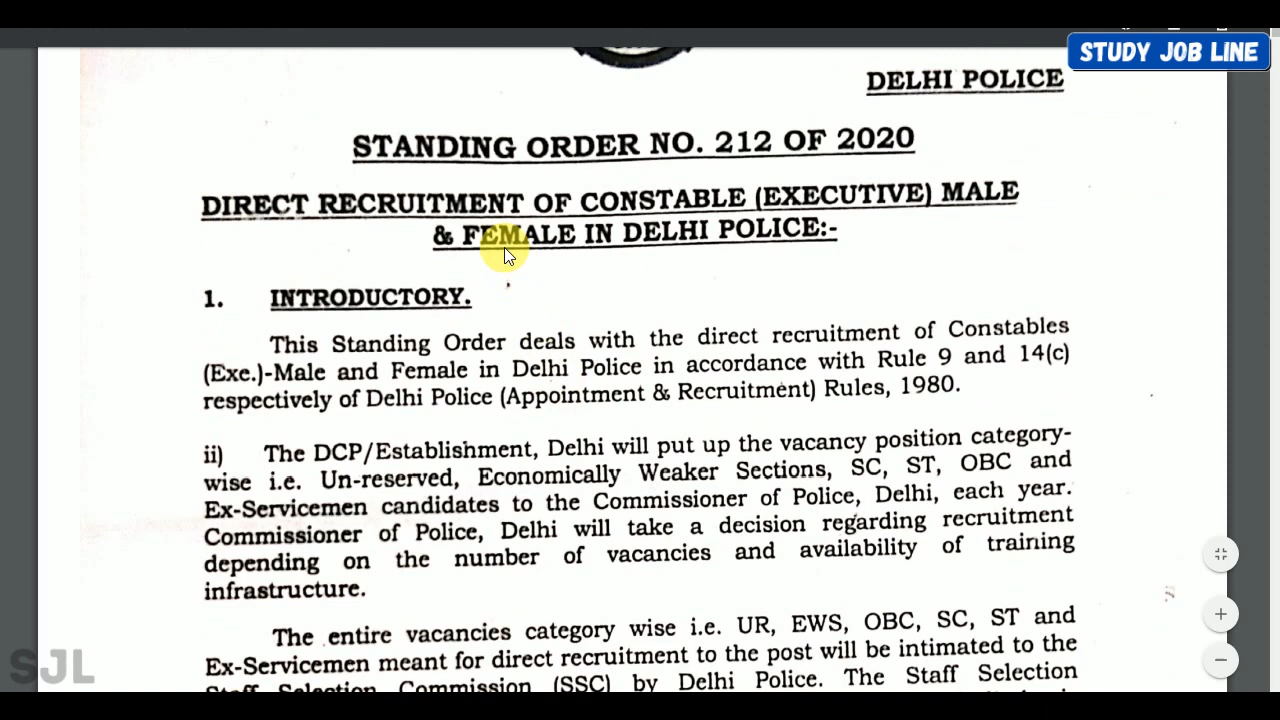 STUDY JOB LINE
DELHI POLICE
STANDING ORDER NO. 212 OF 2020
DIRECT RECRUITMENT OF CONSTABLE (EXECUTIVE) MALE
& FEMALE IN DELHI POLICE:-
1. INTRODUCTORY.
This Standing Order deals with the direct recruitment of Constables
(Exe.)-Male and Female in Delhi Police in accordance with Rule 9 and 14(c)
respectively of Delhi Police (Appointment & Recruitment) Rules, 1980.
ii) The DCP/Establishment, Delhi will put up the vacancy position category-
wise i.e. Un-reserved, Economically Weaker Sections, SC, ST, OBC and
Ex-Servicemen candidates to the Commissioner of Police, Delhi, each year.
Commissioner of Police, Delhi will take a decision regarding recruitment
depending on the number of vacancies and availability of training
infrastructure.
The entire vacancies category wise i.e. UR, EWS, OBC, SC, ST and
Ex-Servicemen meant for direct recruitment to the post will be intimated to the
Staff Selection Commission (SSC) by Delhi Police. The Staff Selection
SJL